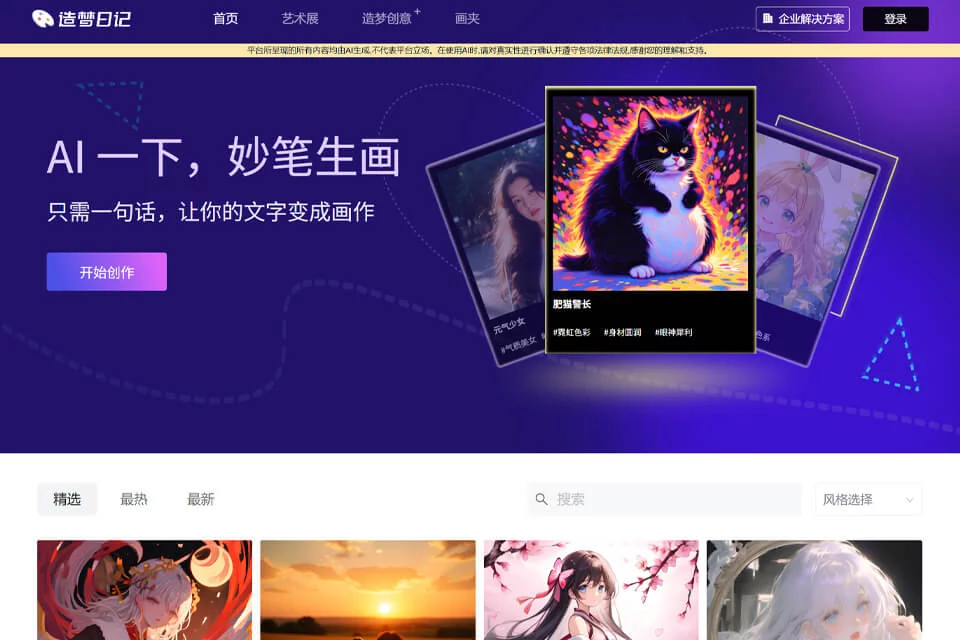 造梦日记
首页
艺术展
造梦创意+
画夹
企业解决方案
登录
平台所呈现的所有内容均由AI生成,不代表平台立场。在使用AI时,请对真实性进行确认并遵守各项法律法规,感谢您的理解和支持。
AI 一下，妙笔生画
只需一句话，让你的文字变成画作
开始创作
元气少女
#气质美女
肥猫警长
#霓虹色彩 #身材圆润 #眼神犀利
色系
精选
最热
最新
搜索
风格选择